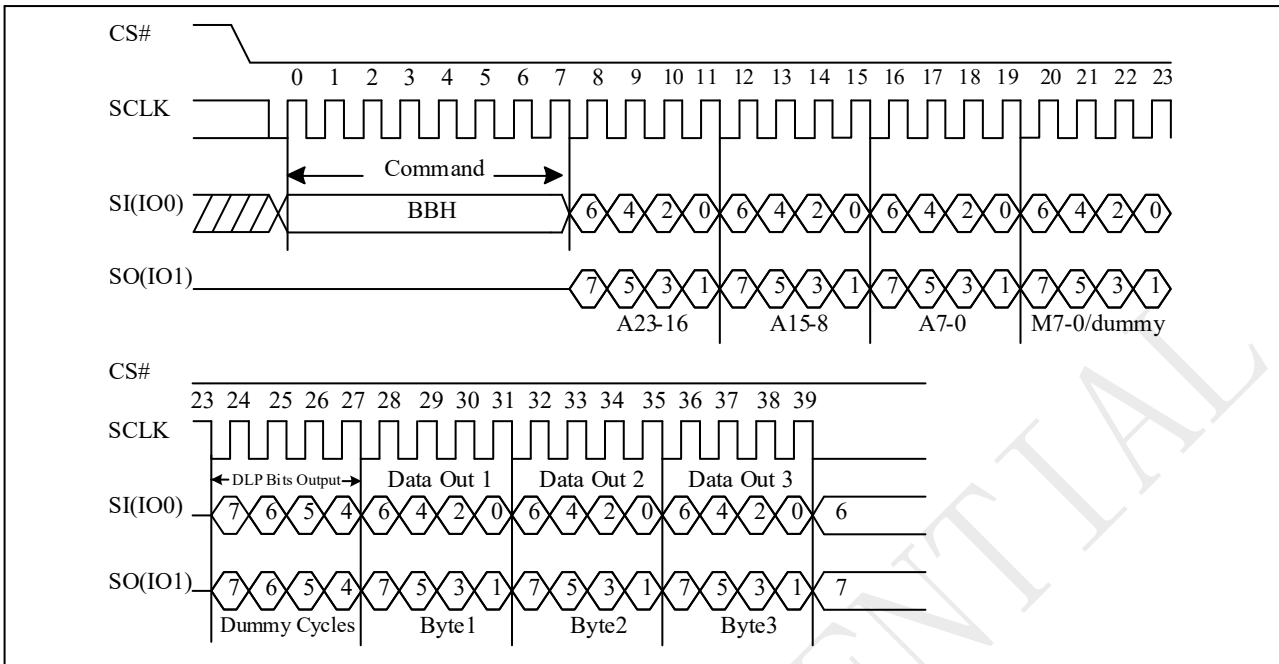 CS#
0 1 2 3 4 5 6 7 8 9 10 11 12 13 14 15 16 17 18 19 20 21 22 23
SCLK
Command
SI(IO0) BBH 6 4 2 0 6 4 2 0 6 4 2 0 6 4 2 0
SO(IO1) 7 5 3 1 7 5 3 1 7 5 3 1 7 5 3 1
A23-16 A15-8 A7-0 M7-0/dummy
CS#
23 24 25 26 27 28 29 30 31 32 33 34 35 36 37 38 39
SCLK
DLP Bits Output Data Out 1 Data Out 2 Data Out 3
SI(IO0) 7 6 5 4 6 4 2 0 6 4 2 0 6 4 2 0 6
SO(IO1) 7 6 5 4 7 5 3 1 7 5 3 1 7 5 3 1 7
Dummy Cycles Byte1 Byte2 Byte3
ENTIAL